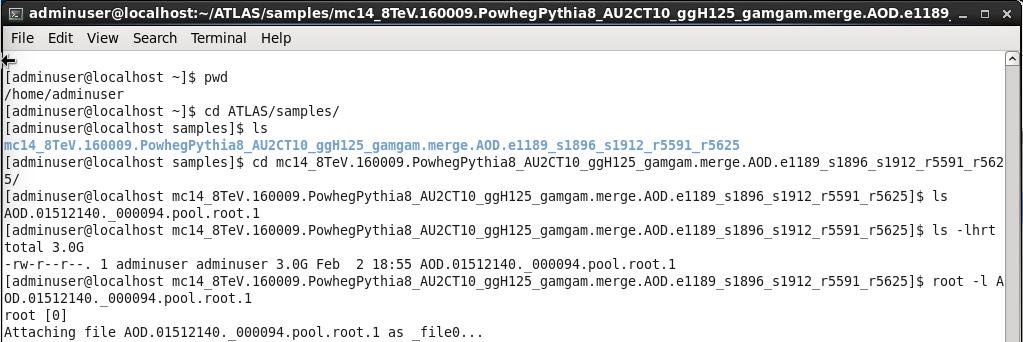 adminuser@localhost:~/ATLAS/samples/mc14_8TeV.160009.PowhegPythia8_AU2CT10_ggH125_gamgam.merge.AOD.e1189_
File Edit View Search Terminal Help
[adminuser@localhost ~]$ pwd
/home/adminuser
[adminuser@localhost ~]$ cd ATLAS/samples/
[adminuser@localhost samples]$ ls
mc14_8TeV.160009.PowhegPythia8_AU2CT10_ggH125_gamgam.merge.AOD.e1189_s1896_s1912_r5591_r5625
[adminuser@localhost samples]$ cd mc14_8TeV.160009.PowhegPythia8_AU2CT10_ggH125_gamgam.merge.AOD.e1189_s1896_s1912_r5591_r562
5/
[adminuser@localhost mc14_8TeV.160009.PowhegPythia8_AU2CT10_ggH125_gamgam.merge.AOD.e1189_s1896_s1912_r5591_r5625]$ ls
AOD.01512140._000094.pool.root.1
[adminuser@localhost mc14_8TeV.160009.PowhegPythia8_AU2CT10_ggH125_gamgam.merge.AOD.e1189_s1896_s1912_r5591_r5625]$ ls -lhrt
total 3.0G
-rw-r--r--. 1 adminuser adminuser 3.0G Feb  2 18:55 AOD.01512140._000094.pool.root.1
[adminuser@localhost mc14_8TeV.160009.PowhegPythia8_AU2CT10_ggH125_gamgam.merge.AOD.e1189_s1896_s1912_r5591_r5625]$ root -l A
OD.01512140._000094.pool.root.1
root [0]
Attaching file AOD.01512140._000094.pool.root.1 as _file0...